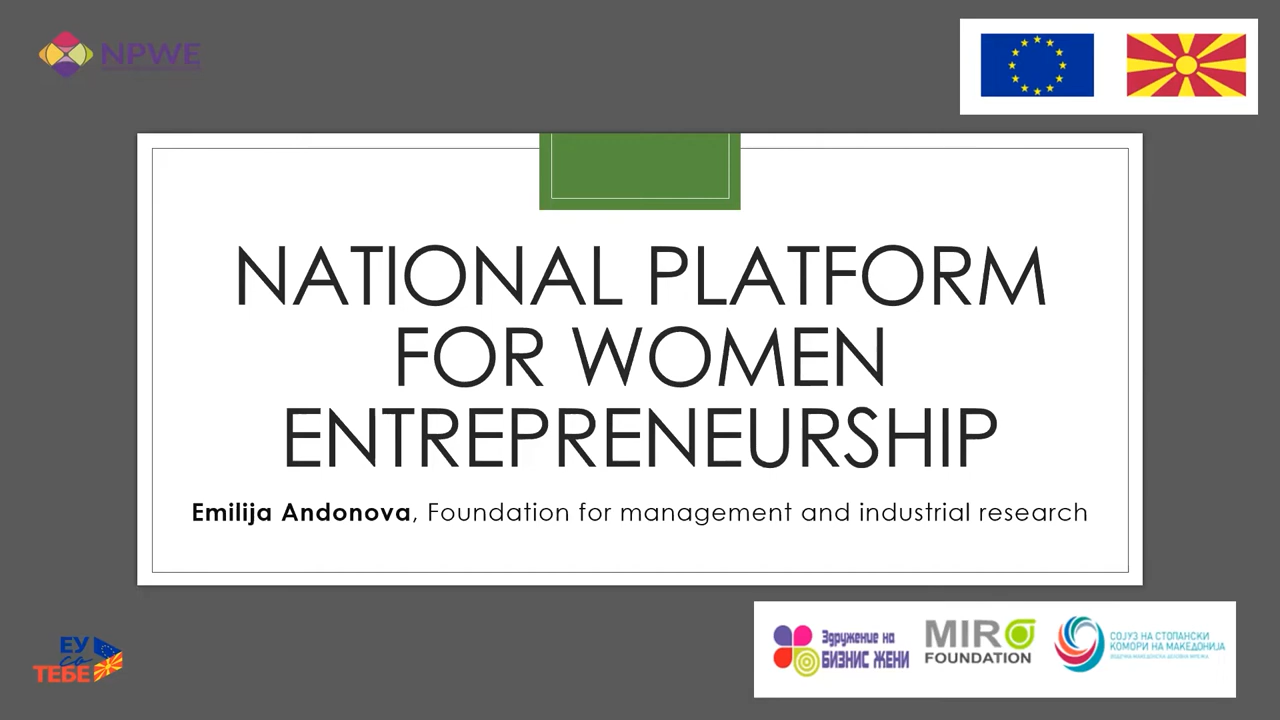 NPWE
NATIONAL PLATFORM
FOR WOMEN
ENTREPRENEURSHIP
Emilija Andonova, Foundation for management and industrial research
ЕУ
со
ТЕБЕ
Здружение на
БИЗНИС ЖЕНИ
MIR
FOUNDATION
СОЈУЗ НА СТОПАНСКИ
КОМОРИ НА МАКЕДОНИЈА